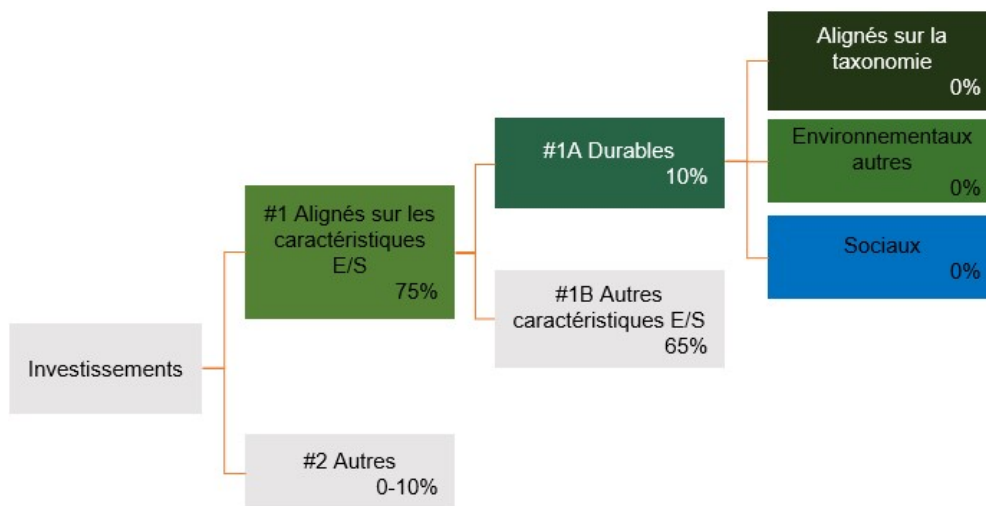 Investissements
#1 Alignés sur les
caractéristiques
E/S
75%
#2 Autres
0-10%
#1A Durables
10%
#1B Autres
caractéristiques E/S
65%
Alignés sur la
taxonomie
0%
Environnementaux
autres
0%
Sociaux
0%